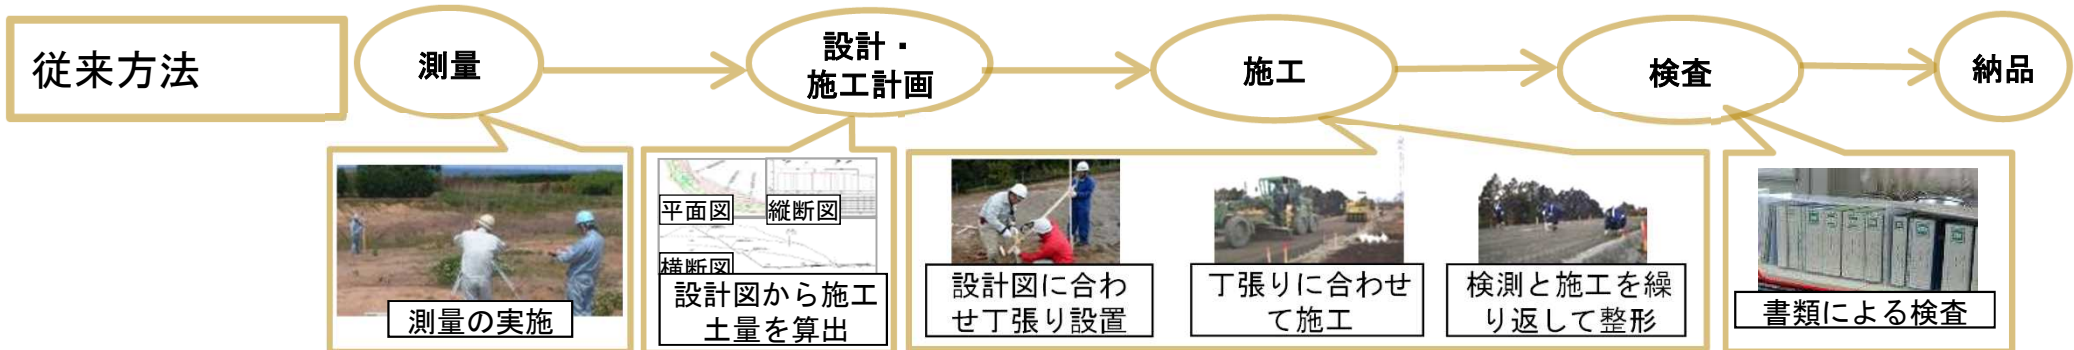 従来方法
測量
設計・
施工計画
施工
検査
納品
測量の実施
平面図
縦断図
横断図
設計図から施工
土量を算出
設計図に合わ
せ丁張り設置
丁張りに合わせ
て施工
検測と施工を繰
り返して整形
書類による検査